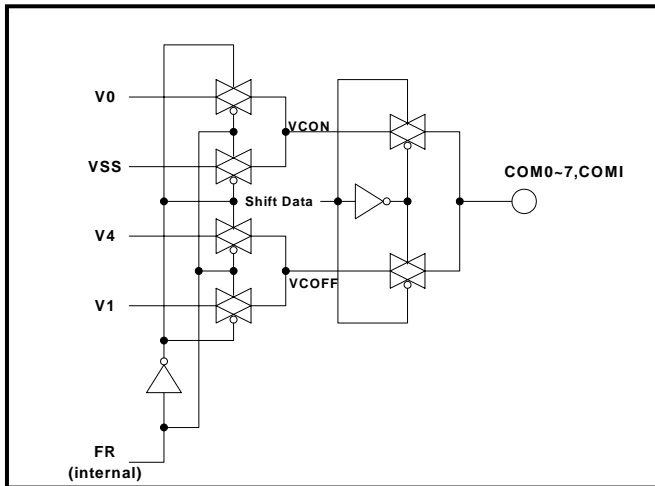 V0
VCON
VSS
COM0~7,COMI
Shift Data
V4
VCOFF
V1
FR
(internal)